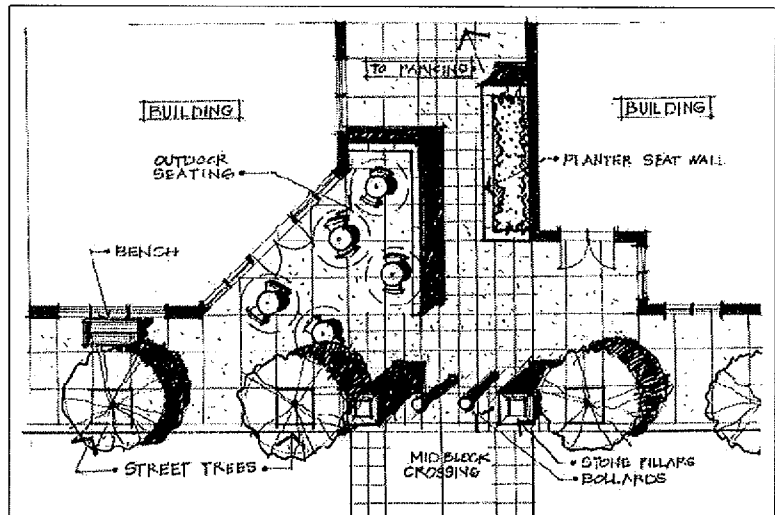 TO PARKING
BUILDING
BUILDING
OUTDOOR
SEATING
PLANTER SEAT WALL
BENCH
STREET TREES
MID BLOCK
CROSSING
STONE PILLARS
BOLLARDS